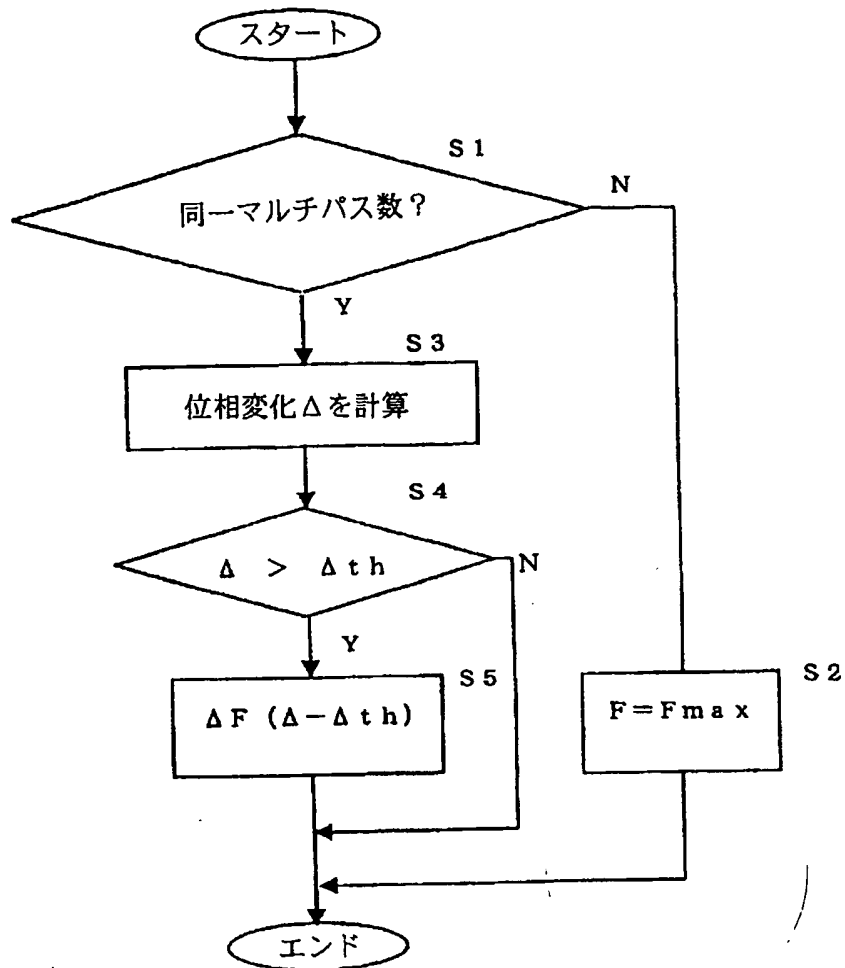 スタート
S1
同一マルチパス数?
N
Y
S3
位相変化Δを計算
S4
Δ > Δth
N
Y
S5
ΔF (Δ−Δth)
S2
F=Fmax
エンド